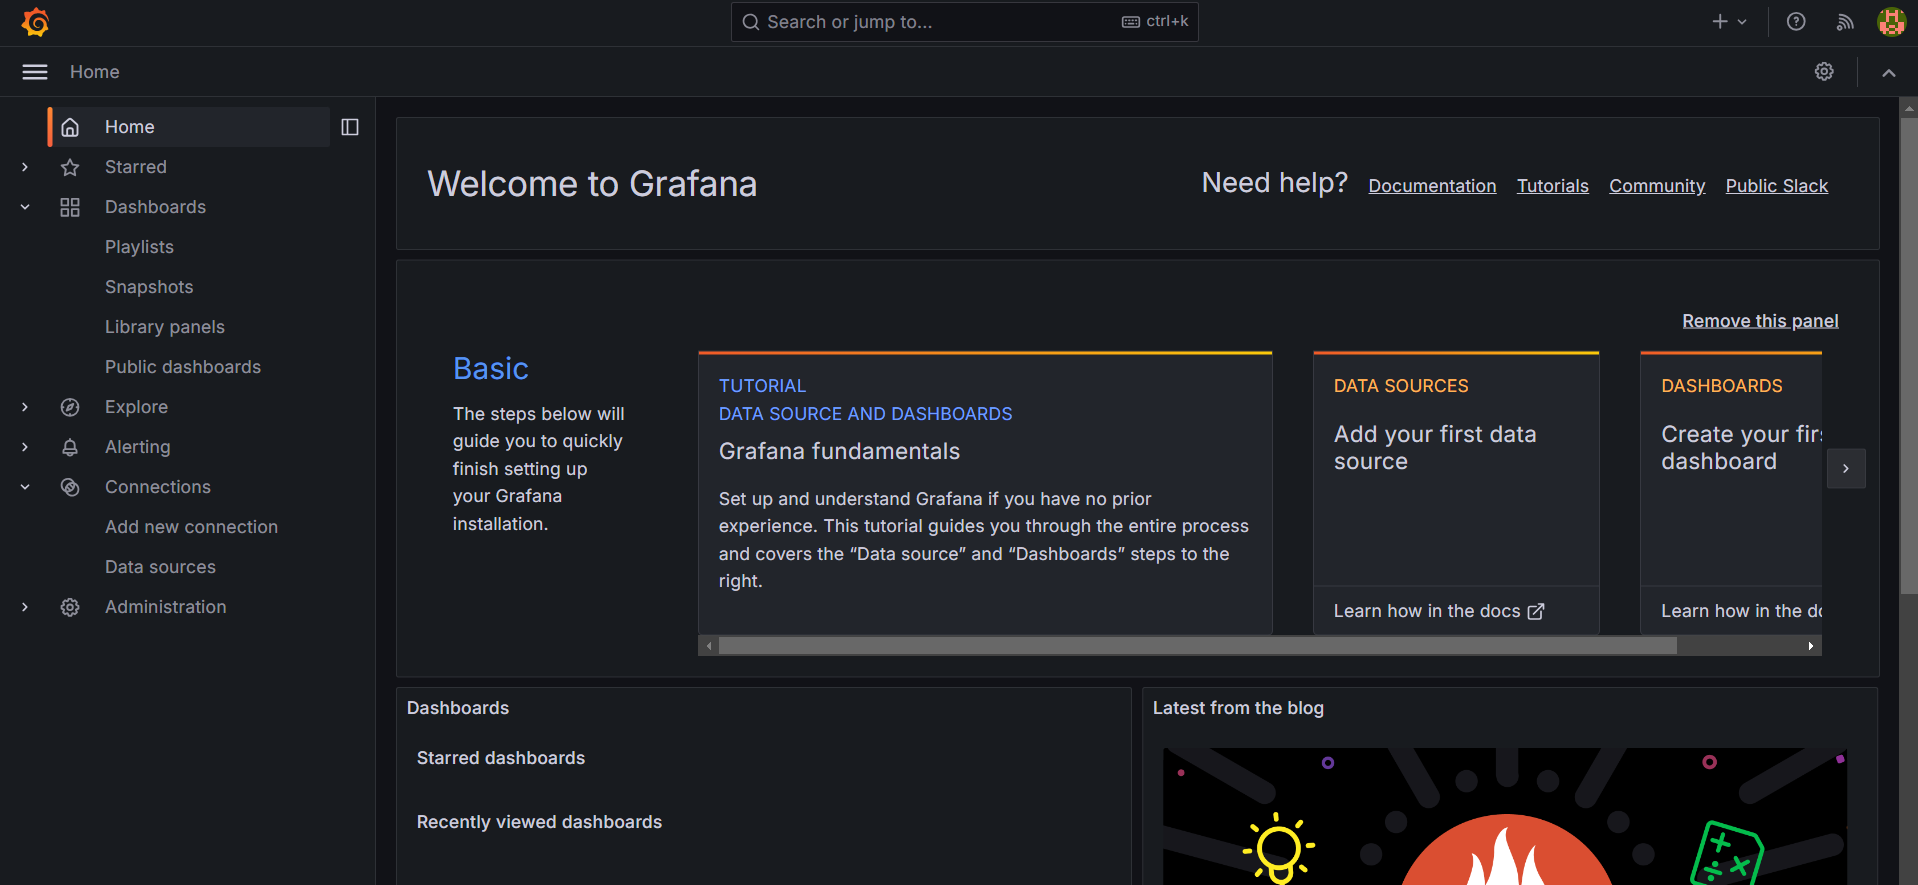 Search or jump to...
ctrl+k
Home
Home
Starred
Dashboards
Playlists
Snapshots
Library panels
Public dashboards
Explore
Alerting
Connections
Add new connection
Data sources
Administration
Welcome to Grafana
Need help?
Documentation
Tutorials
Community
Public Slack
Remove this panel
Basic
The steps below will
guide you to quickly
finish setting up
your Grafana
installation.
TUTORIAL
DATA SOURCE AND DASHBOARDS
Grafana fundamentals
Set up and understand Grafana if you have no prior
experience. This tutorial guides you through the entire process
and covers the “Data source” and “Dashboards” steps to the
right.
DATA SOURCES
Add your first data
source
Learn how in the docs
DASHBOARDS
Create your fir
dashboard
Learn how in the do
Dashboards
Starred dashboards
Recently viewed dashboards
Latest from the blog